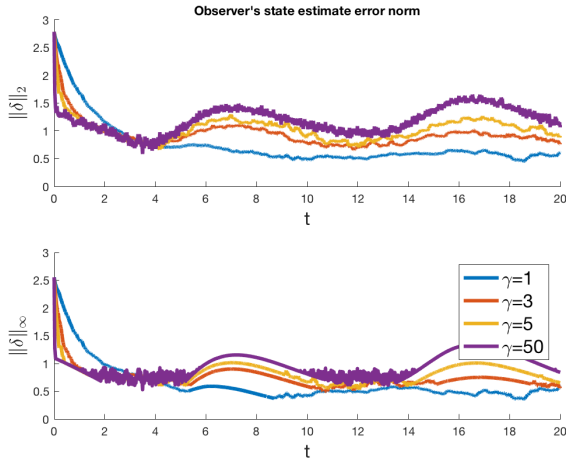 Observer's state estimate error norm
3
2.5
2
1.5
1
0.5
0
‖δ‖₂
0 2 4 6 8 10 12 14 16 18 20
t
3
2.5
2
1.5
1
0.5
0
‖δ‖∞
γ=1
γ=3
γ=5
γ=50
0 2 4 6 8 10 12 14 16 18 20
t